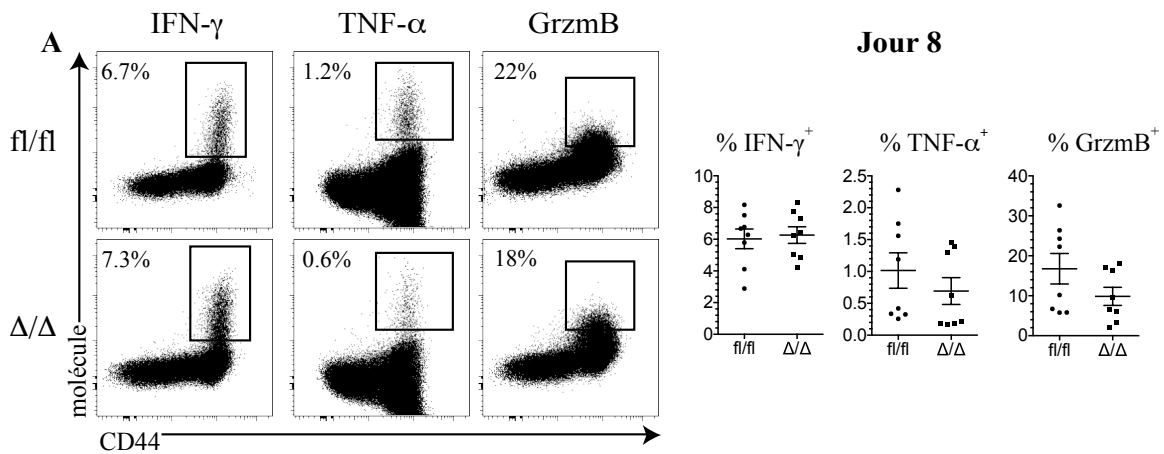 A
IFN-γ TNF-α GrzmB
fl/fl
6.7% 1.2% 22%
Δ/Δ
7.3% 0.6% 18%
molécule
CD44
Jour 8
% IFN-γ+ % TNF-α+ % GrzmB+
10
8
6
4
2
0
fl/fl Δ/Δ
2.5
2.0
1.5
1.0
0.5
0.0
fl/fl Δ/Δ
40
30
20
10
0
fl/fl Δ/Δ